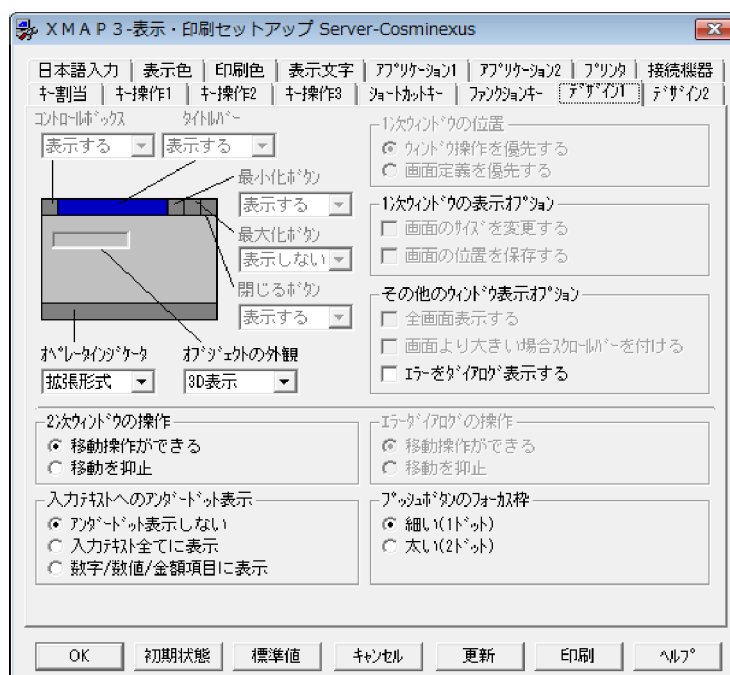 XMAP3-表示・印刷セットアップ Server-Cosminexus
日本語入力 表示色 印刷色 表示文字 ｱﾌﾟﾘｹｰｼｮﾝ1 ｱﾌﾟﾘｹｰｼｮﾝ2 ﾌﾟﾘﾝﾀ 接続機器
ｷｰ割当 ｷｰ操作1 ｷｰ操作2 ｷｰ操作3 ｼｮｰﾄｶｯﾄｷｰ ﾌｧﾝｸｼｮﾝｷｰ ﾃﾞｻﾞｲﾝ1 ﾃﾞｻﾞｲﾝ2
ｺﾝﾄﾛｰﾙﾎﾞｯｸｽ ﾀｲﾄﾙﾊﾞｰ
表示する 表示する
最小化ﾎﾞﾀﾝ
表示する
最大化ﾎﾞﾀﾝ
表示しない
閉じるﾎﾞﾀﾝ
表示する
ｵﾍﾟﾚｰﾀｲﾝｼﾞｹｰﾀ ｵﾌﾞｼﾞｪｸﾄの外観
拡張形式 3D表示
1次ｳｨﾝﾄﾞｳの位置
ｳｨﾝﾄﾞｳ操作を優先する
画面定義を優先する
1次ｳｨﾝﾄﾞｳの表示ｵﾌﾟｼｮﾝ
画面のｻｲｽﾞを変更する
画面の位置を保存する
その他のｳｨﾝﾄﾞｳ表示ｵﾌﾟｼｮﾝ
全画面表示する
画面より大きい場合ｽｸﾛｰﾙﾊﾞｰを付ける
ｴﾗｰをﾀﾞｲｱﾛｸﾞ表示する
2次ｳｨﾝﾄﾞｳの操作
移動操作ができる
移動を抑止
ｴﾗｰﾀﾞｲｱﾛｸﾞの操作
移動操作ができる
移動を抑止
入力ﾃｷｽﾄへのｱﾝﾀﾞｰﾄﾞｯﾄ表示
ｱﾝﾀﾞｰﾄﾞｯﾄ表示しない
入力ﾃｷｽﾄ全てに表示
数字/数値/金額項目に表示
ﾌﾟｯｼｭﾎﾞﾀﾝのﾌｫｰｶｽ枠
細い(1ﾄﾞｯﾄ)
太い(2ﾄﾞｯﾄ)
OK 初期状態 標準値 ｷｬﾝｾﾙ 更新 印刷 ﾍﾙﾌﾟ